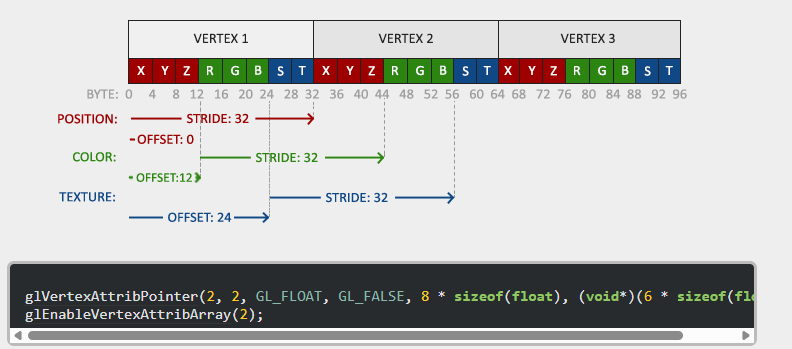 VERTEX 1 VERTEX 2 VERTEX 3
X Y Z R G B S T X Y Z R G B S T X Y Z R G B S T
BYTE: 0 4 8 12 16 20 24 28 32 36 40 44 48 52 56 60 64 68 72 76 80 84 88 92 96
POSITION: STRIDE: 32
OFFSET: 0
COLOR: STRIDE: 32
OFFSET:12
TEXTURE: STRIDE: 32
OFFSET: 24
glVertexAttribPointer(2, 2, GL_FLOAT, GL_FALSE, 8 * sizeof(float), (void*)(6 * sizeof(flo
glEnableVertexAttribArray(2);